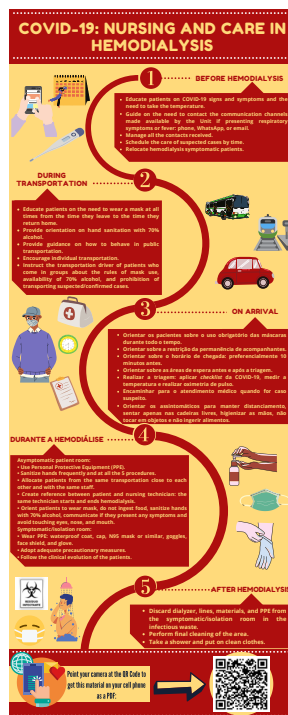 COVID-19: NURSING AND CARE IN
HEMODIALYSIS
1
BEFORE HEMODIALYSIS
• Educate patients on COVID-19 signs and symptoms and the
need to take the temperature.
• Guide on the need to contact the communication channels
made available by the Unit if presenting respiratory
symptoms or fever: phone, WhatsApp, or email.
• Manage all the contacts received.
• Schedule the care of suspected cases by time.
• Relocate hemodialysis symptomatic patients.
DURING
TRANSPORTATION
2
• Educate patients on the need to wear a mask at all
times from the time they leave to the time they
return home.
• Provide orientation on hand sanitation with 70%
alcohol.
• Provide guidance on how to behave in public
transportation.
• Encourage individual transportation.
• Instruct the transportation driver of patients who
come in groups about the rules of mask use,
availability of 70% alcohol, and prohibition of
transporting suspected/confirmed cases.
3
ON ARRIVAL
• Orientar os pacientes sobre o uso obrigatório das máscaras
durante todo o tempo.
• Orientar sobre a restrição da permanência de acompanhantes.
• Orientar sobre o horário de chegada: preferencialmente 10
minutos antes.
• Orientar sobre as áreas de espera antes e após a triagem.
• Realizar a triagem: aplicar checklist da COVID-19, medir a
temperatura e realizar oximetria de pulso.
• Encaminhar para o atendimento médico quando for caso
suspeito.
• Orientar os assintomáticos para manter distanciamento,
sentar apenas nas cadeiras livres, higienizar as mãos, não
tocar em objetos e não ingerir alimentos.
DURANTE A HEMODIÁLISE
4
Asymptomatic patient room:
• Use Personal Protective Equipment (PPE).
• Sanitize hands frequently and at all the 5 procedures.
• Allocate patients from the same transportation close to each
other and with the same staff.
• Create reference between patient and nursing technician: the
same technician starts and ends hemodialysis.
• Orient patients to wear mask, do not ingest food, sanitize hands
with 70% alcohol, communicate if they present any symptoms and
avoid touching eyes, nose, and mouth.
Symptomatic/isolation room:
• Wear PPE: waterproof coat, cap, N95 mask or similar, goggles,
face shield, and glove.
• Adopt adequate precautionary measures.
• Follow the clinical evolution of the patients.
5
AFTER HEMODIALYSIS
• Discard dialyzer, lines, materials, and PPE from
the symptomatic/isolation room in the
infectious waste.
• Perform final cleaning of the area.
• Take a shower and put on clean clothes.
Point your camera at the QR Code to
get this material on your cell phone
as a PDF: